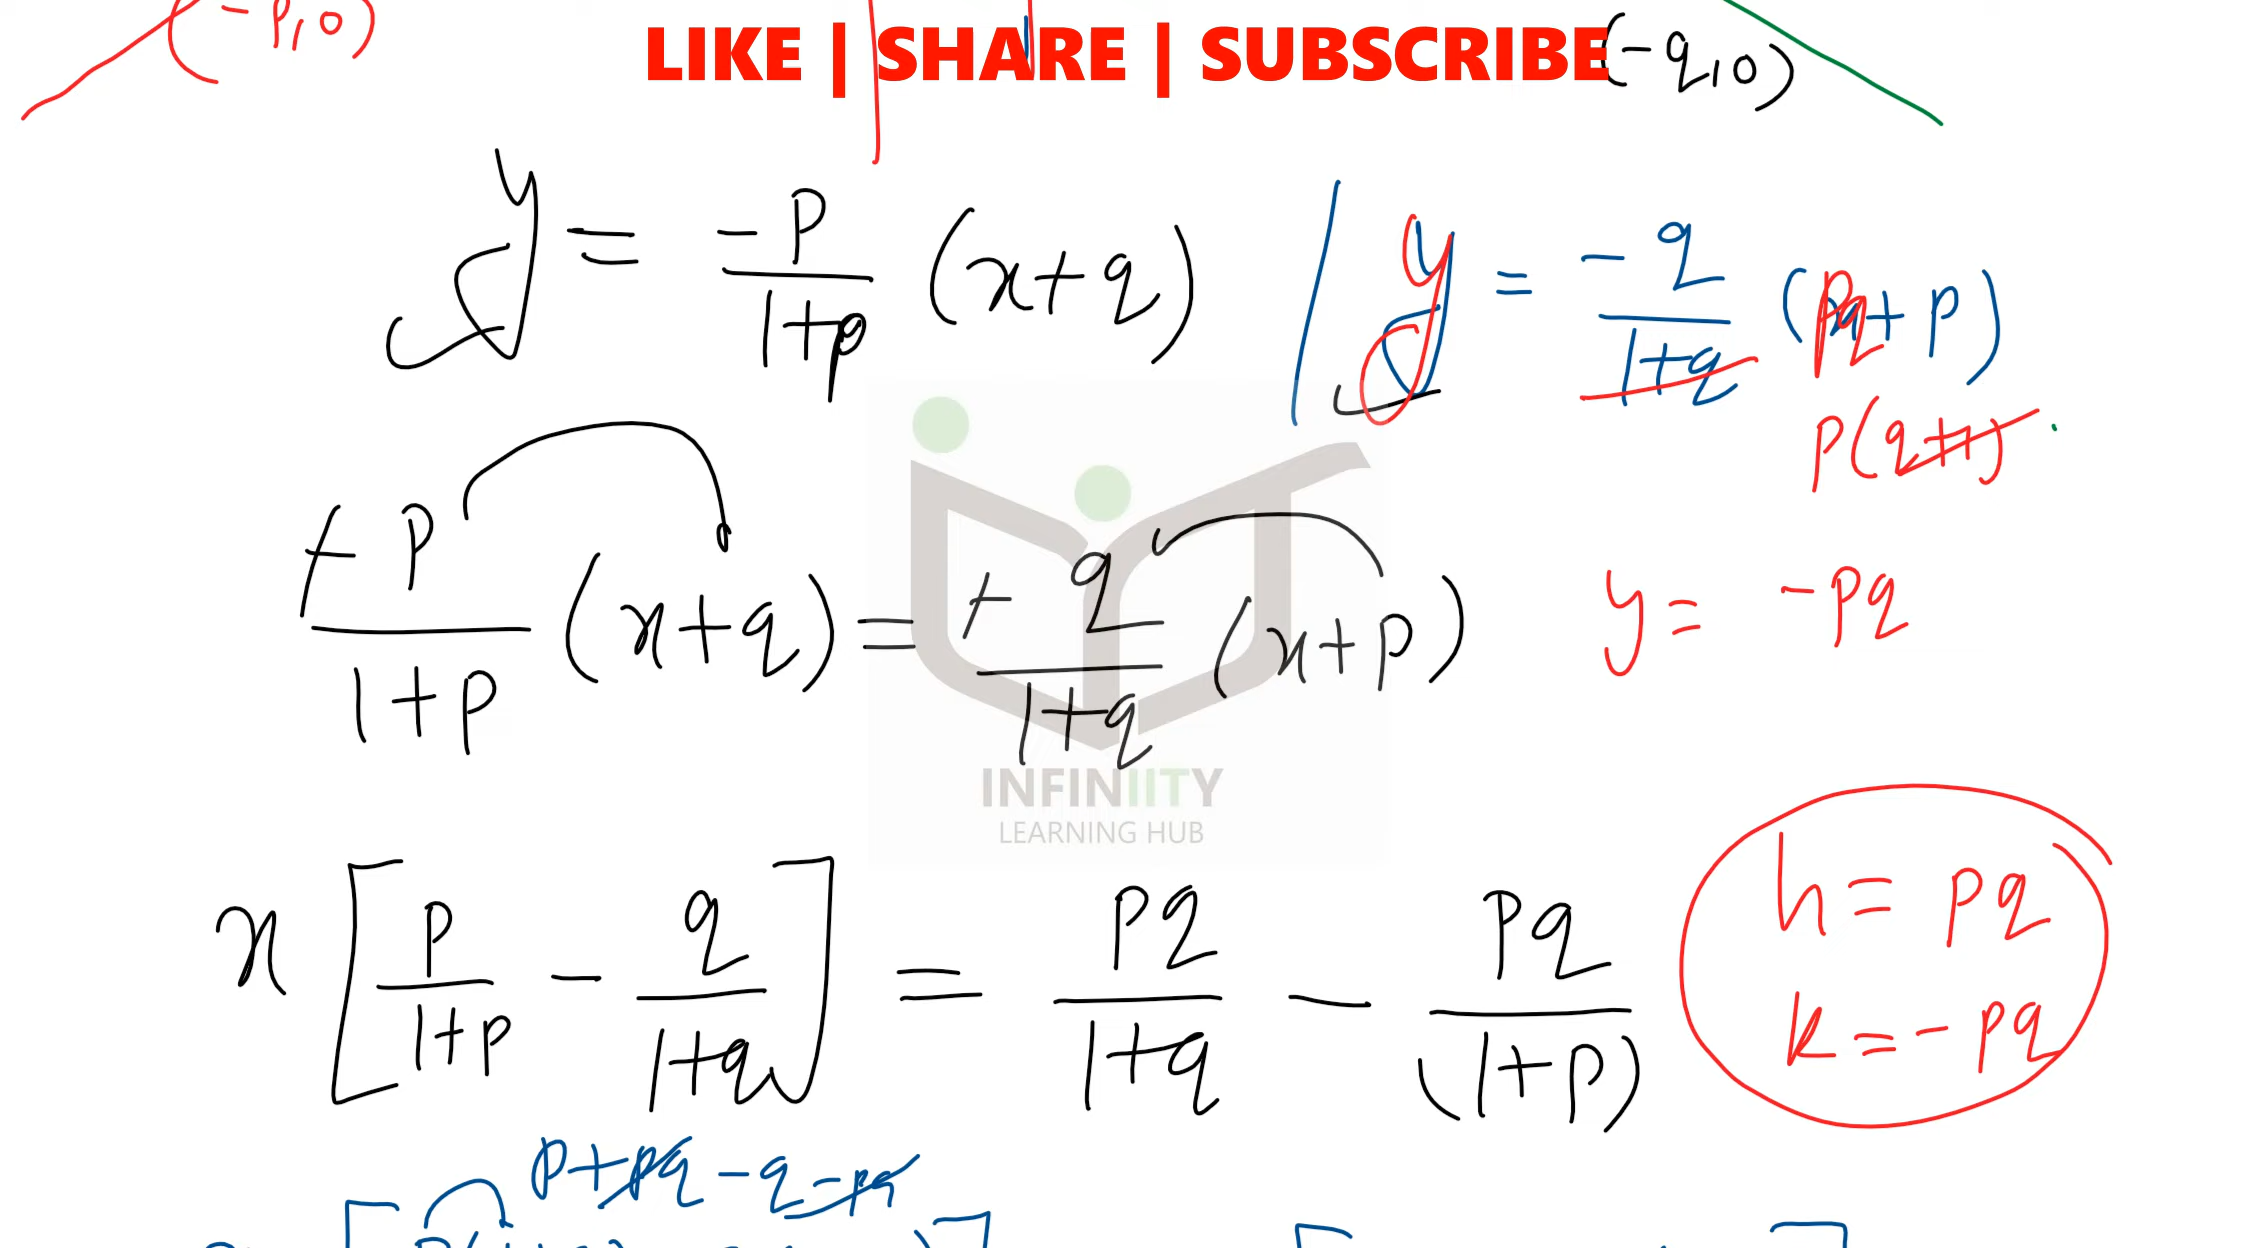 (-p,0)
LIKE | SHARE | SUBSCRIBE
(-q,0)
y = -p/(1+p) (x+q)
y = -q/(1+q) (pq+p)
p(q+1)
-p/(1+p) (x+q) = -q/(1+q) (x+p)
y = -pq
INFINIITY
LEARNING HUB
x [p/(1+p) - q/(1+q)] = pq/(1+q) - pq/(1+p)
h = pq
k = -pq
p+pq-q-pq